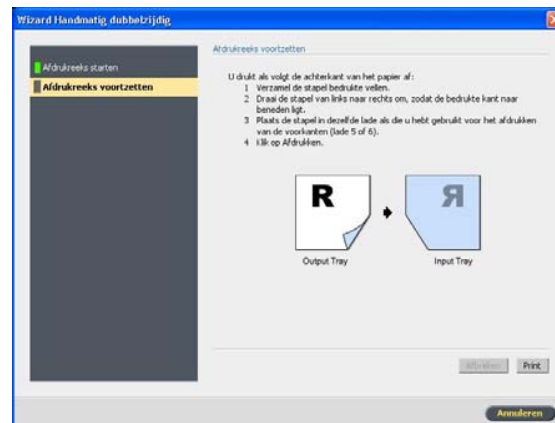 Wizard Handmatig dubbelzijdig
Afdrukreeks starten
Afdrukreeks voortzetten
Afdrukreeks voortzetten
U drukt als volgt de achterkant van het papier af:
1 Verzamel de stapel bedrukte vellen.
2 Draai de stapel van links naar rechts om, zodat de bedrukte kant naar
beneden ligt.
3 Plaats de stapel in dezelfde lade als die u hebt gebruikt voor het afdrukken
van de voorkanten (lade 5 of 6).
4 Klik op Afdrukken.
R
R
Output Tray
Input Tray
Afbreken
Print
Annuleren